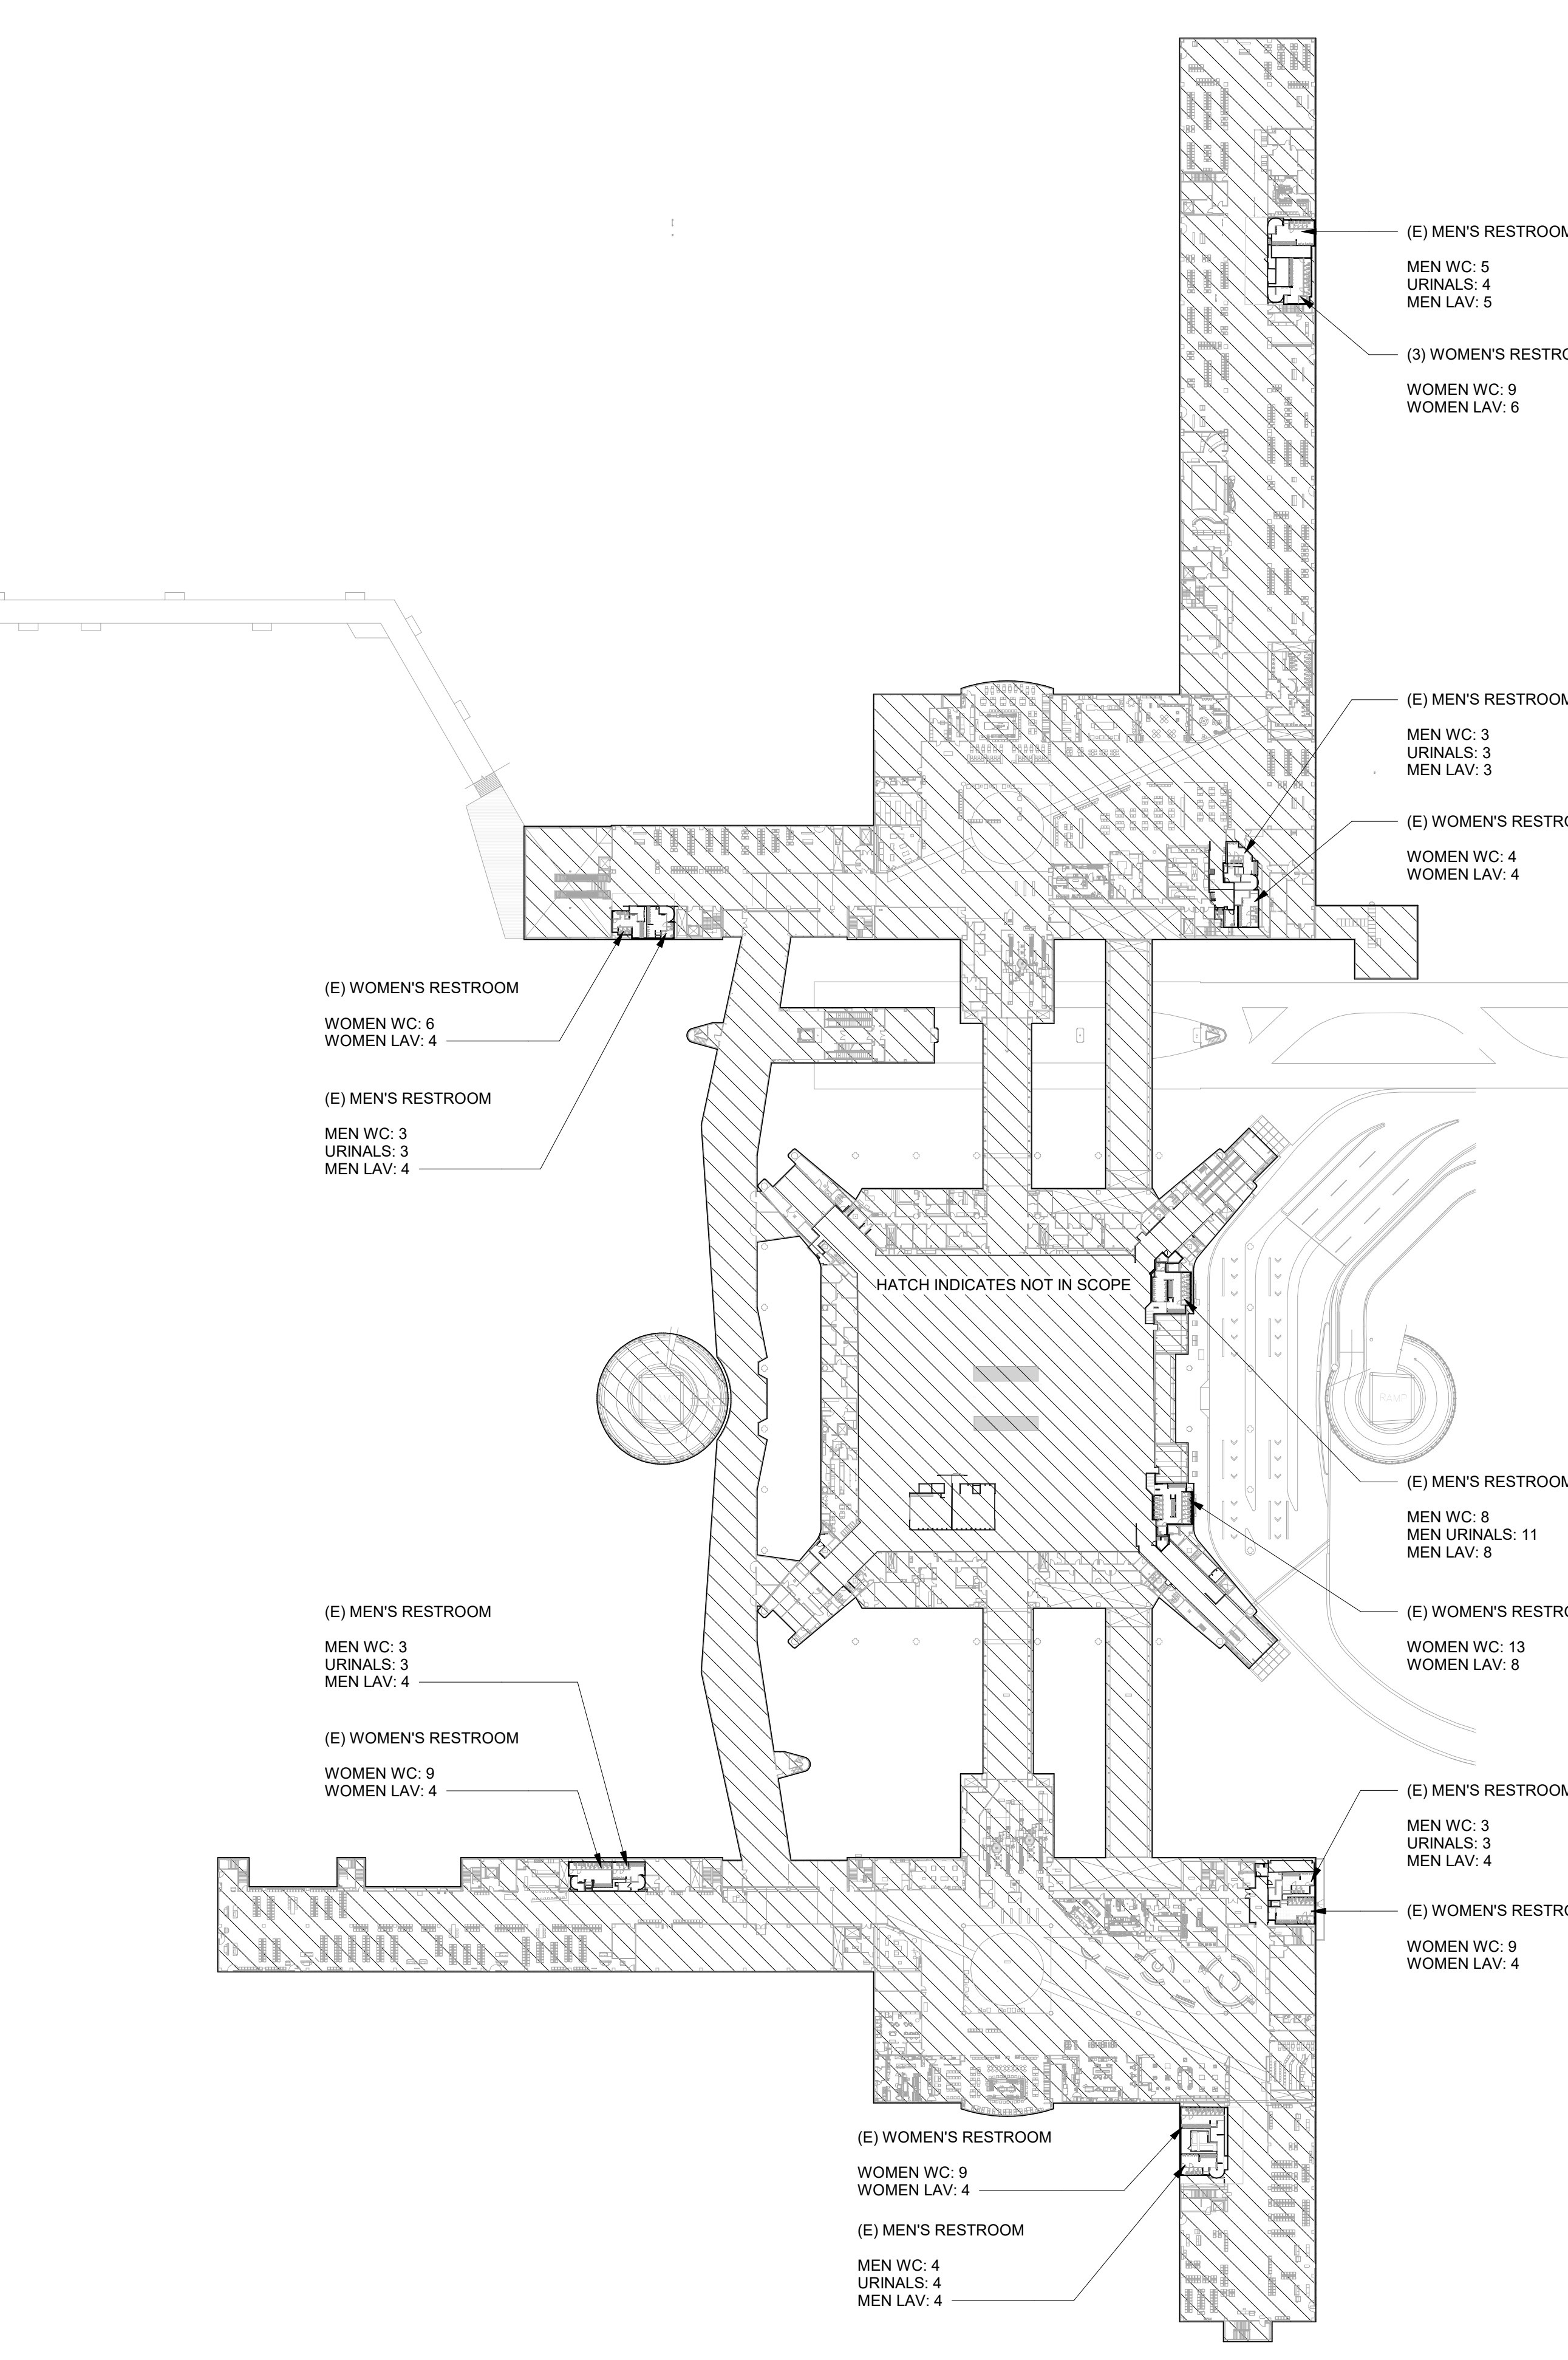 (E) MEN'S RESTROOM
MEN WC: 5
URINALS: 4
MEN LAV: 5
(3) WOMEN'S RESTRO
WOMEN WC: 9
WOMEN LAV: 6
(E) MEN'S RESTROOM
MEN WC: 3
URINALS: 3
MEN LAV: 3
(E) WOMEN'S RESTRO
WOMEN WC: 4
WOMEN LAV: 4
(E) WOMEN'S RESTROOM
WOMEN WC: 6
WOMEN LAV: 4
(E) MEN'S RESTROOM
MEN WC: 3
URINALS: 3
MEN LAV: 4
HATCH INDICATES NOT IN SCOPE
RAMP
(E) MEN'S RESTROOM
MEN WC: 8
MEN URINALS: 11
MEN LAV: 8
(E) WOMEN'S RESTRO
WOMEN WC: 13
WOMEN LAV: 8
(E) MEN'S RESTROOM
MEN WC: 3
URINALS: 3
MEN LAV: 4
(E) WOMEN'S RESTROOM
WOMEN WC: 9
WOMEN LAV: 4
(E) MEN'S RESTROOM
MEN WC: 3
URINALS: 3
MEN LAV: 4
(E) WOMEN'S RESTRO
WOMEN WC: 9
WOMEN LAV: 4
(E) WOMEN'S RESTROOM
WOMEN WC: 9
WOMEN LAV: 4
(E) MEN'S RESTROOM
MEN WC: 4
URINALS: 4
MEN LAV: 4